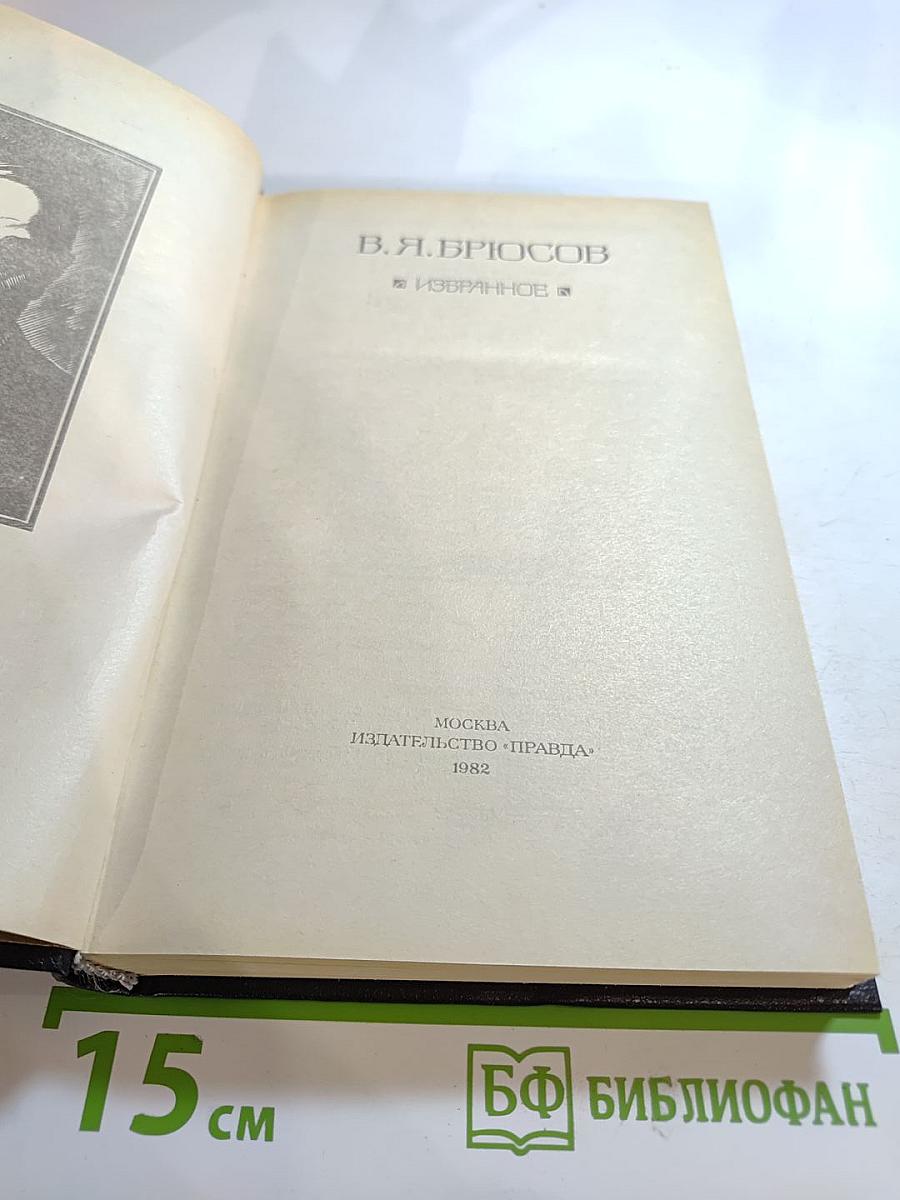 В. Я. БРЮСОВ
ИЗБРАННОЕ
МОСКВА
ИЗДАТЕЛЬСТВО «ПРАВДА»
1982
15 см
БФ БИБЛИОФАН